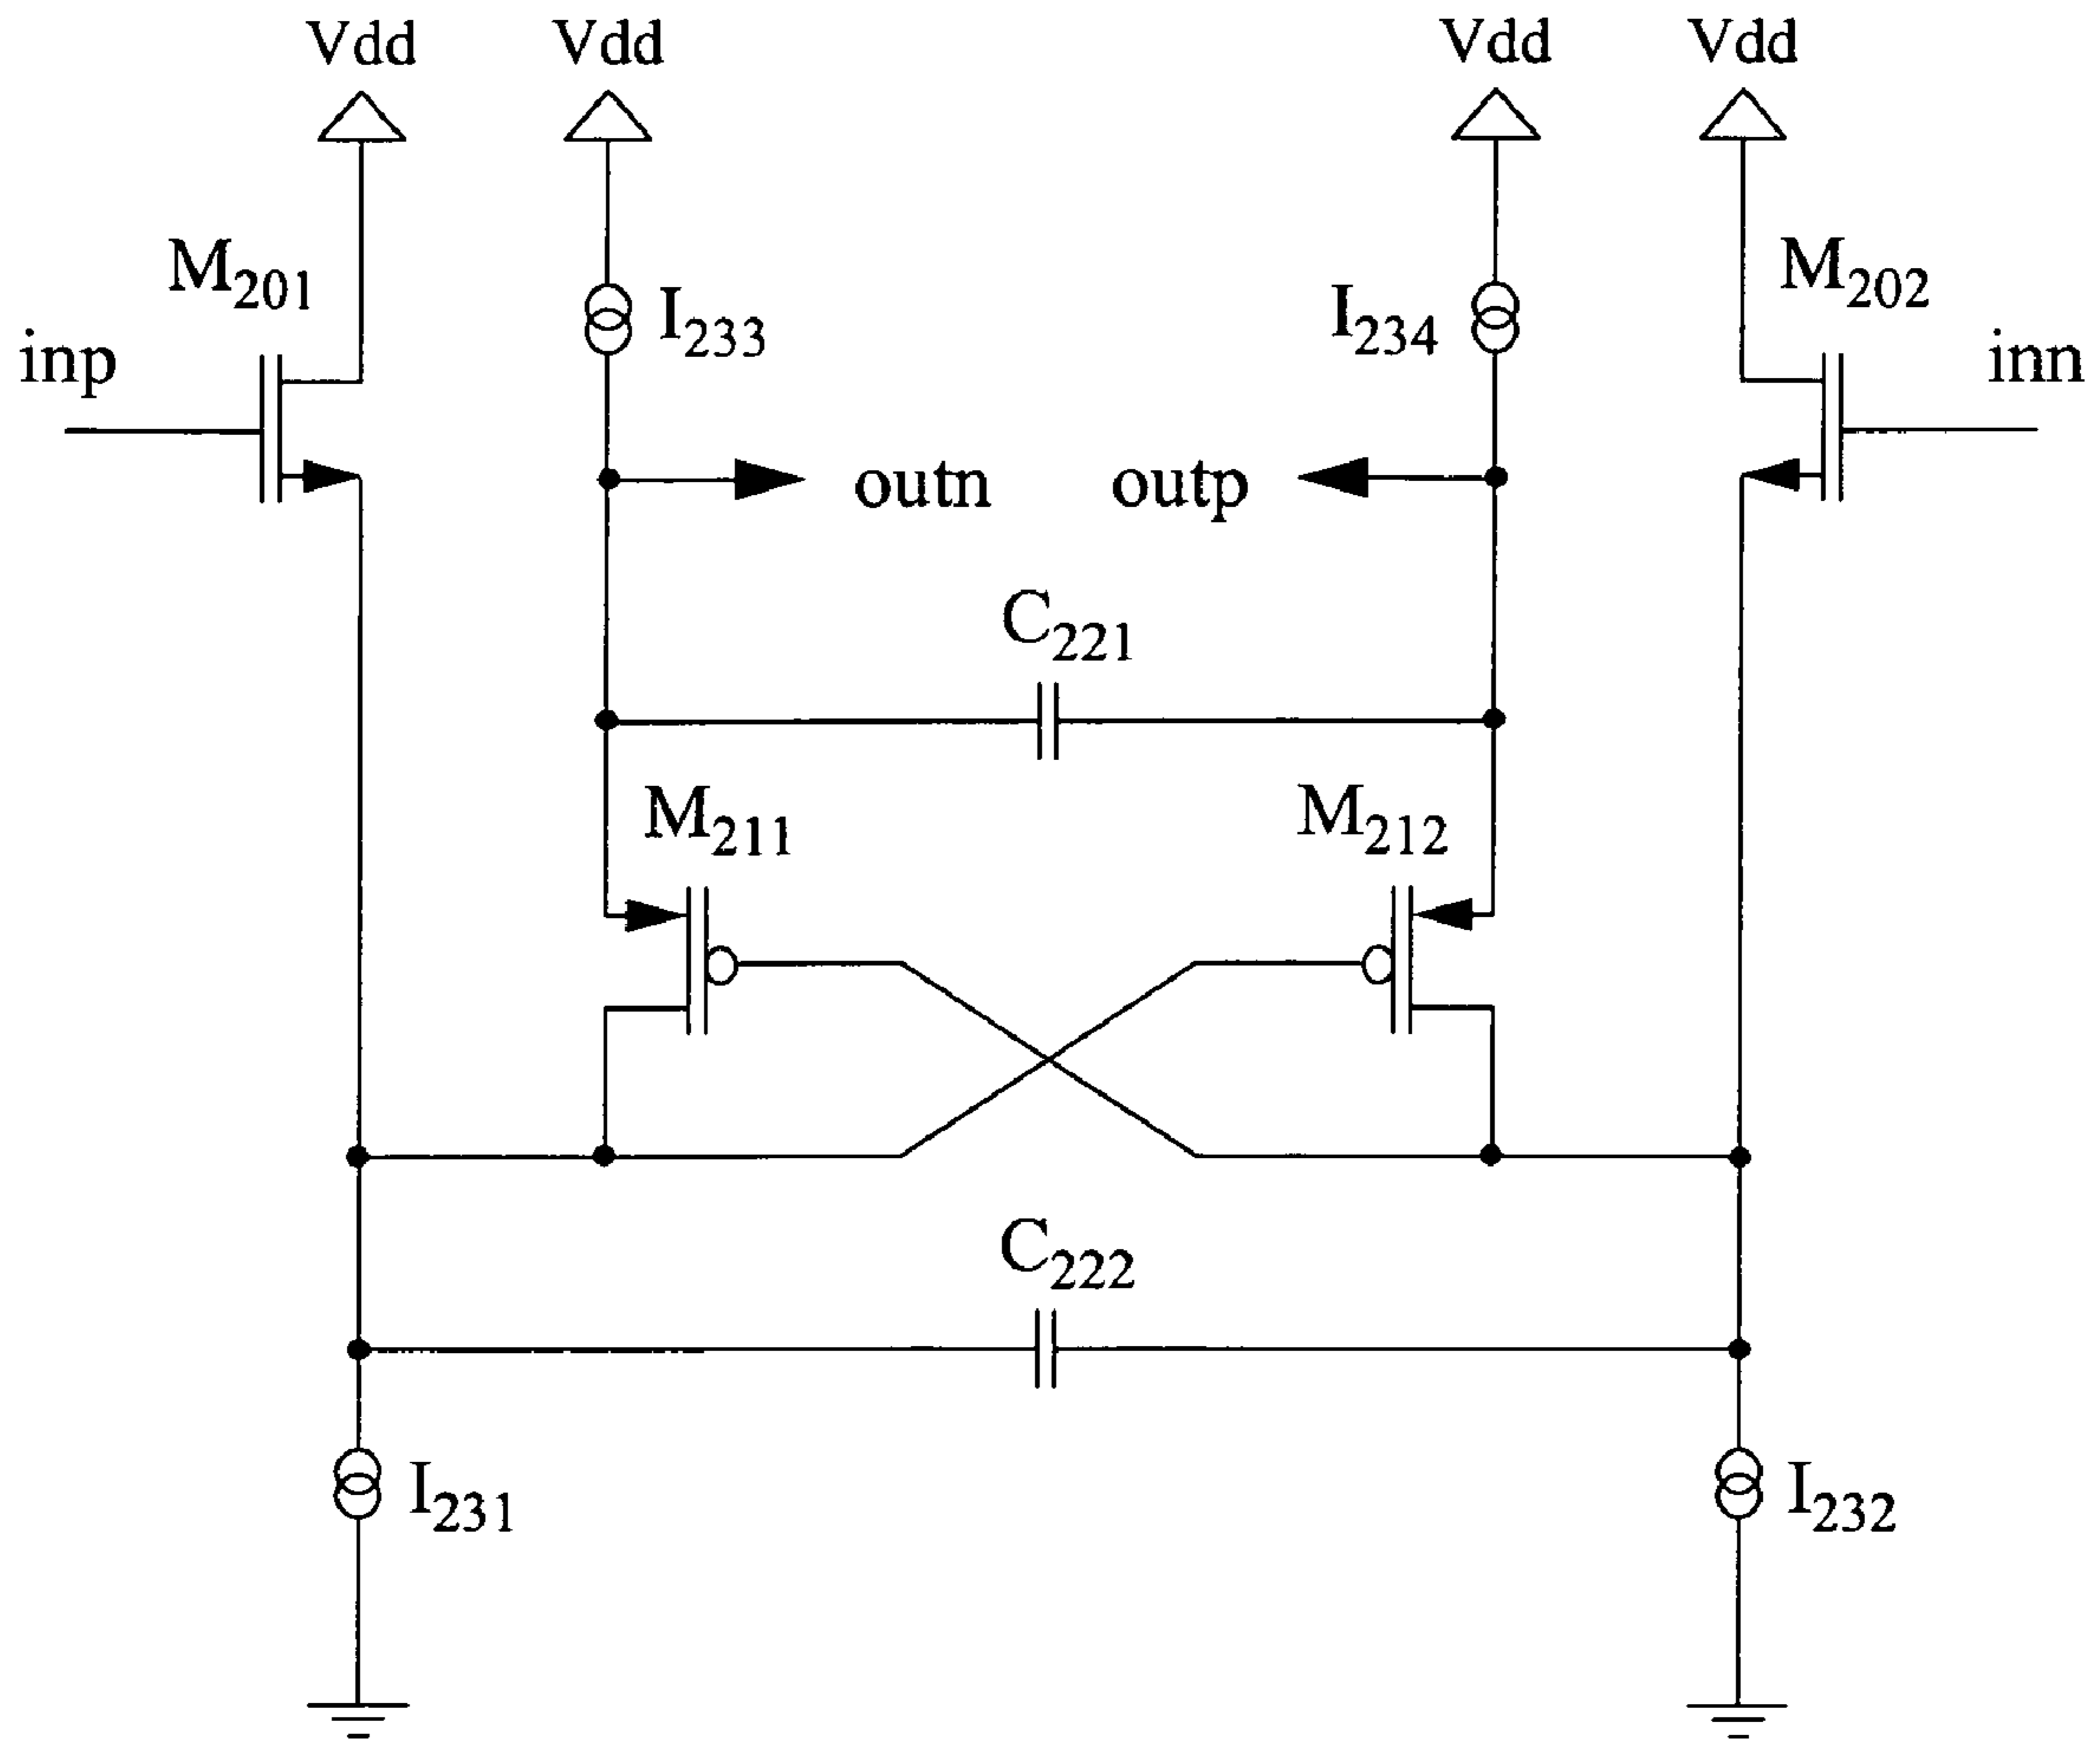 Vdd Vdd Vdd Vdd
M201 M202
I233 I234
inp inn
outn outp
C221
M211 M212
C222
I231 I232